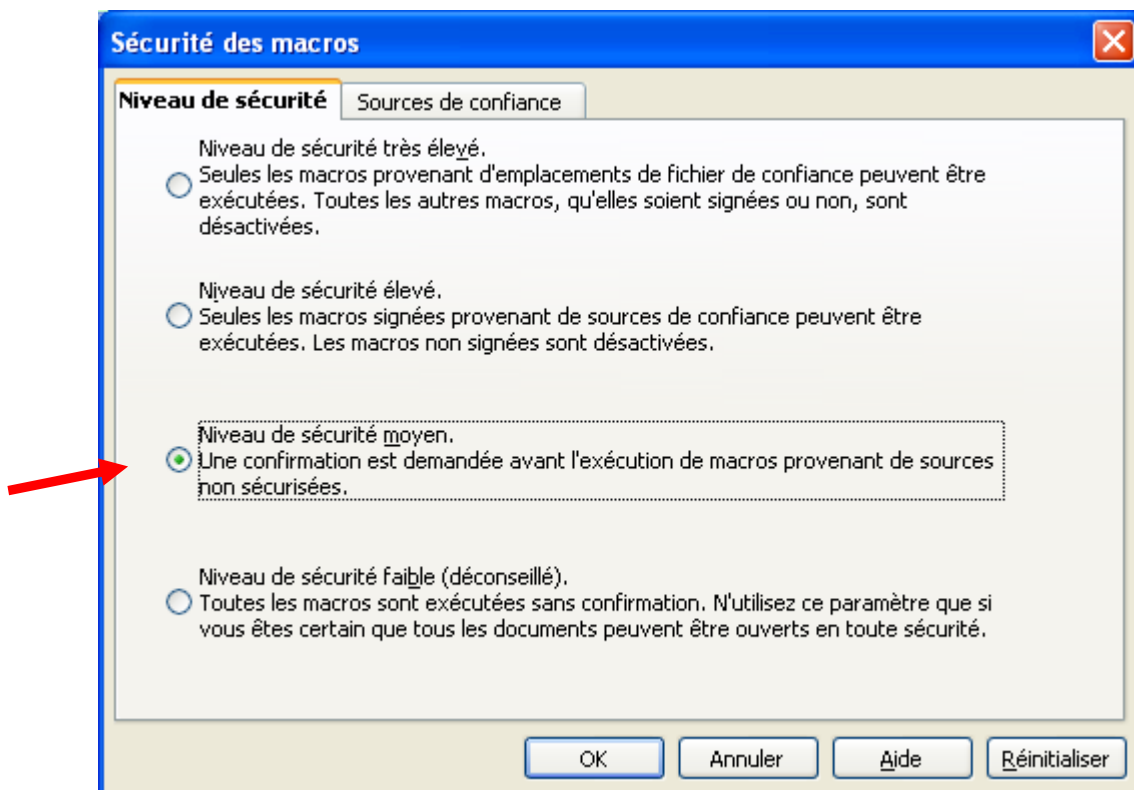 Sécurité des macros
Niveau de sécurité
Sources de confiance
Niveau de sécurité très élevé.
Seules les macros provenant d'emplacements de fichier de confiance peuvent être
exécutées. Toutes les autres macros, qu'elles soient signées ou non, sont
désactivées.
Niveau de sécurité élevé.
Seules les macros signées provenant de sources de confiance peuvent être
exécutées. Les macros non signées sont désactivées.
Niveau de sécurité moyen.
Une confirmation est demandée avant l'exécution de macros provenant de sources
non sécurisées.
Niveau de sécurité faible (déconseillé).
Toutes les macros sont exécutées sans confirmation. N'utilisez ce paramètre que si
vous êtes certain que tous les documents peuvent être ouverts en toute sécurité.
OK
Annuler
Aide
Réinitialiser